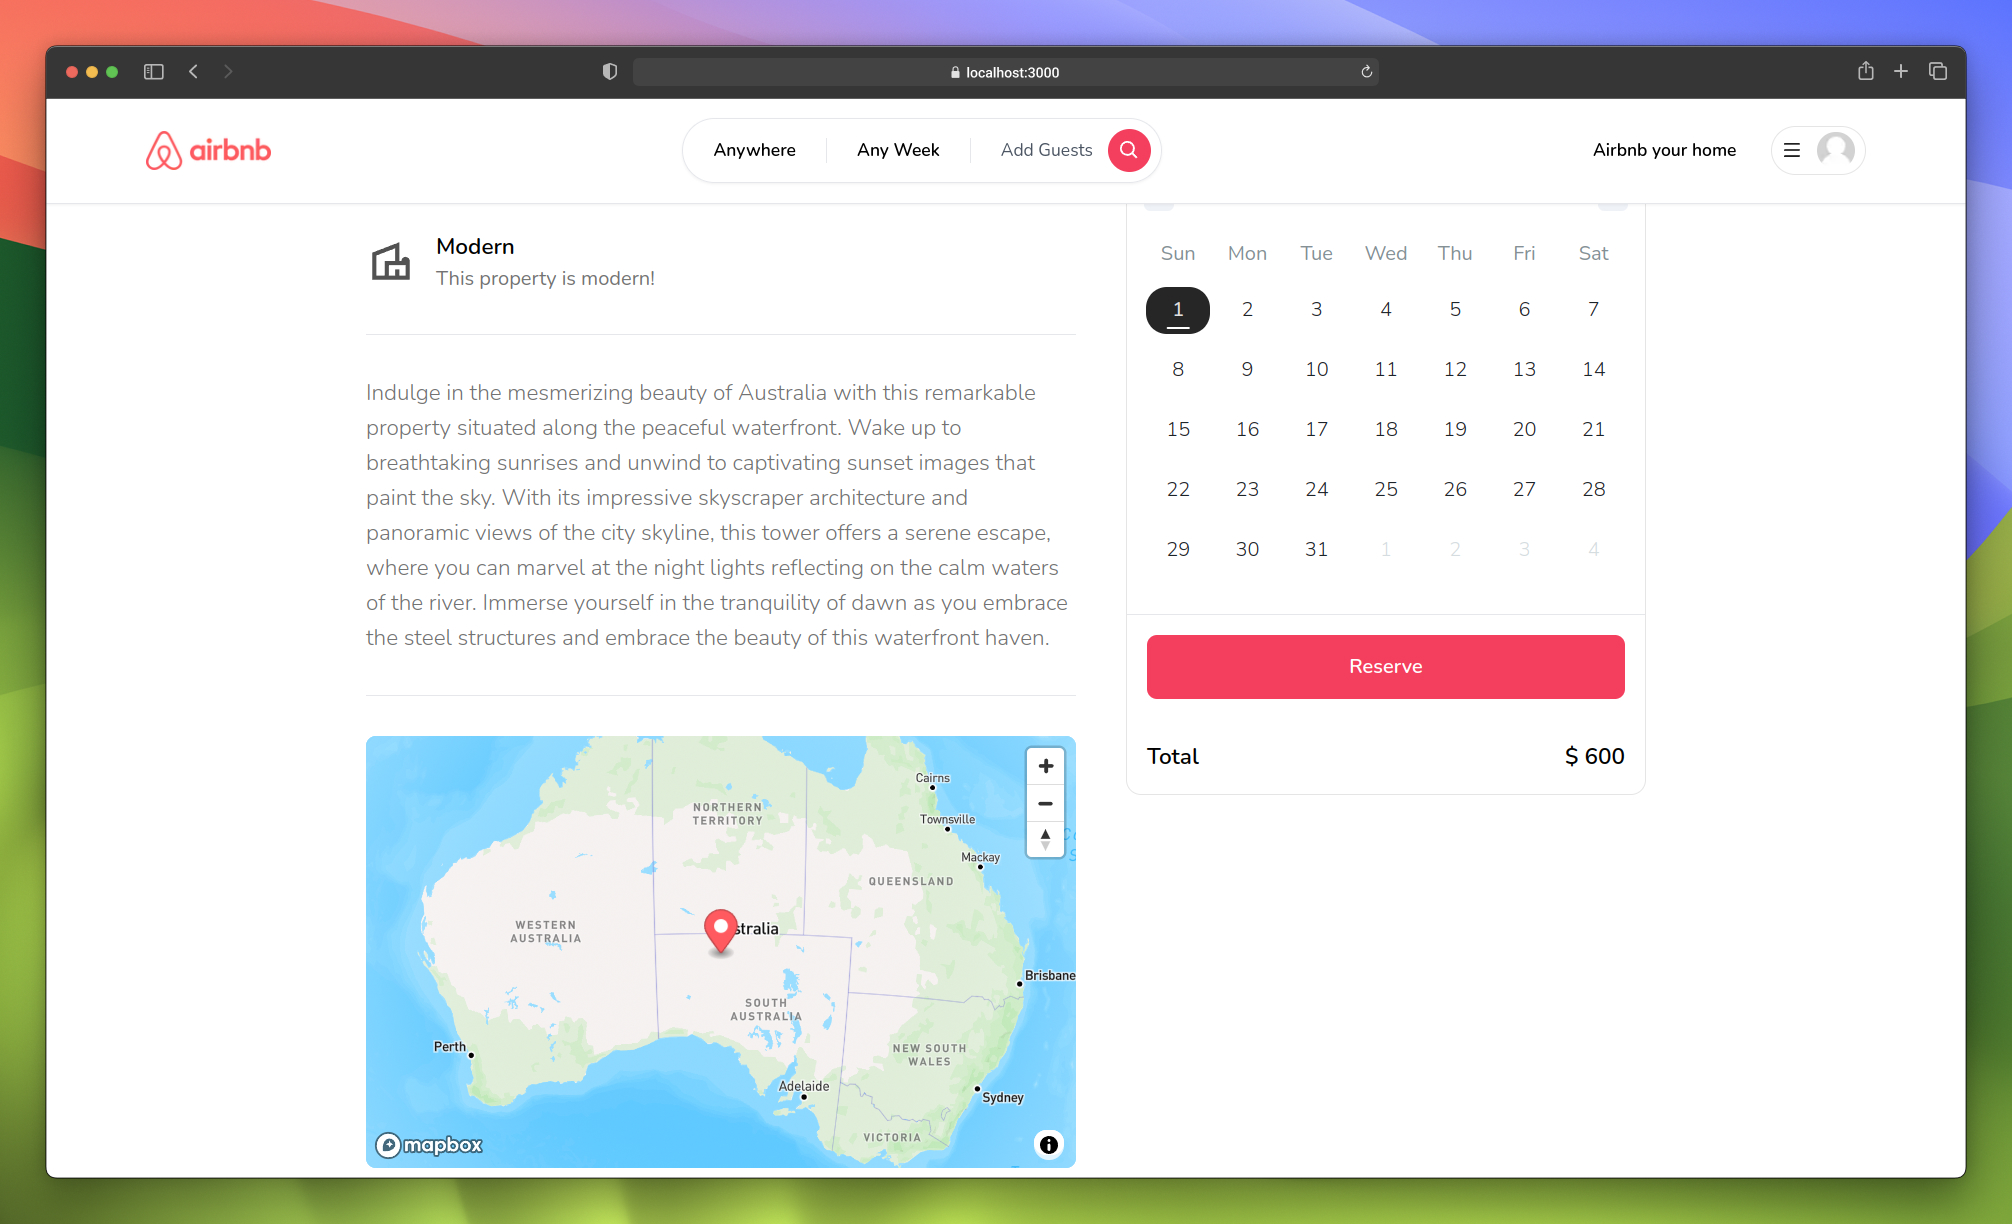 localhost:3000
airbnb
Anywhere
Any Week
Add Guests
Airbnb your home
Modern
This property is modern!
Indulge in the mesmerizing beauty of Australia with this remarkable
property situated along the peaceful waterfront. Wake up to
breathtaking sunrises and unwind to captivating sunset images that
paint the sky. With its impressive skyscraper architecture and
panoramic views of the city skyline, this tower offers a serene escape,
where you can marvel at the night lights reflecting on the calm waters
of the river. Immerse yourself in the tranquility of dawn as you embrace
the steel structures and embrace the beauty of this waterfront haven.
Sun Mon Tue Wed Thu Fri Sat
1 2 3 4 5 6 7
8 9 10 11 12 13 14
15 16 17 18 19 20 21
22 23 24 25 26 27 28
29 30 31 1 2 3 4
Reserve
Total $ 600
Cairns
NORTHERN
TERRITORY
Townsville
Mackay
QUEENSLAND
WESTERN
AUSTRALIA
stralia
Brisbane
SOUTH
AUSTRALIA
Perth
NEW SOUTH
WALES
Adelaide
Sydney
VICTORIA
mapbox